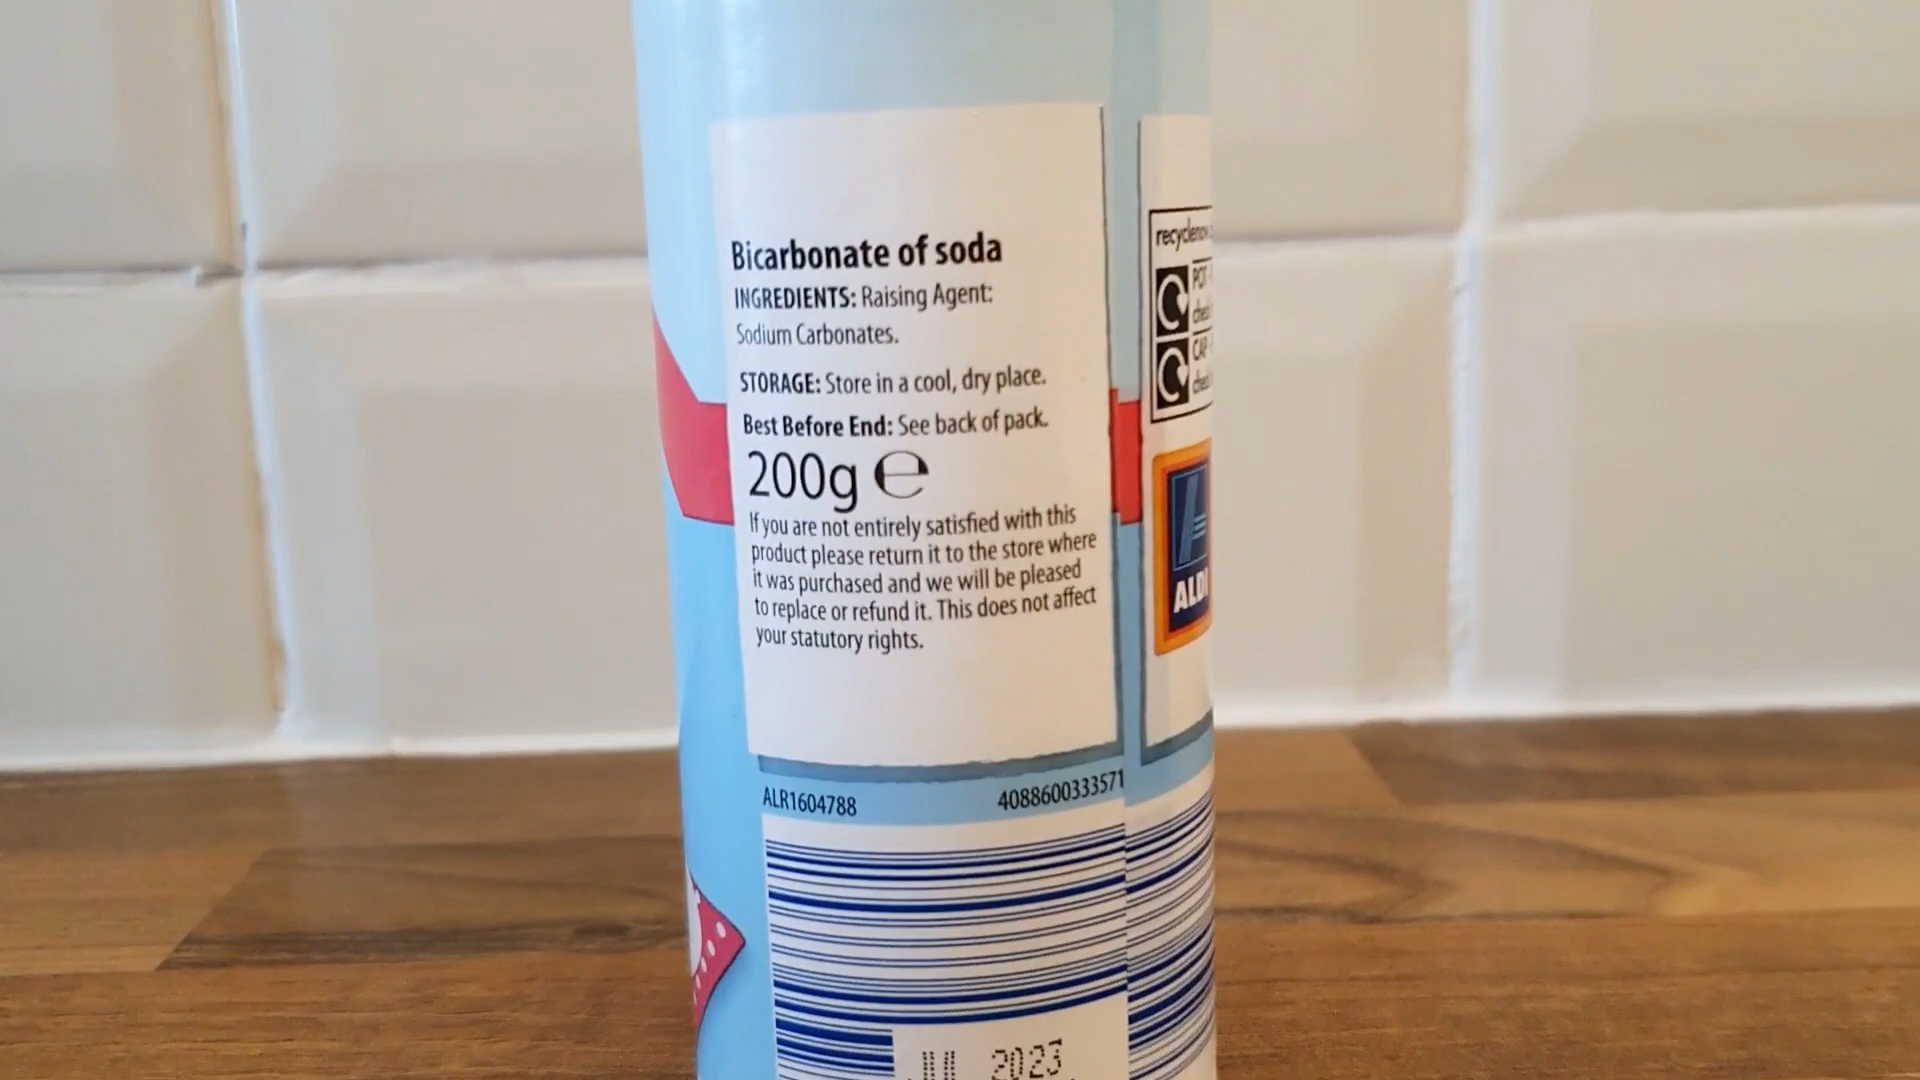 Bicarbonate of soda
INGREDIENTS: Raising Agent:
Sodium Carbonates.
STORAGE: Store in a cool, dry place.
Best Before End: See back of pack.
200g ℮
If you are not entirely satisfied with this
product please return it to the store where
it was purchased and we will be pleased
to replace or refund it. This does not affect
your statutory rights.
ALR1604788
4088600333571
2023
ALDI